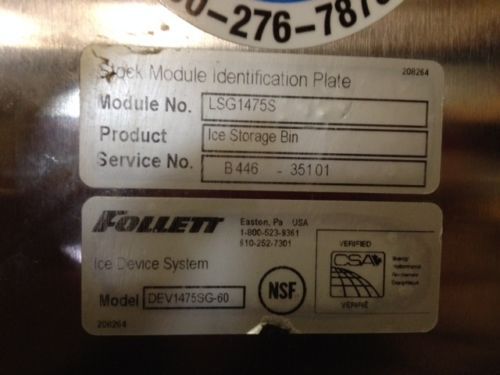 0-276-787
Stock Module Identification Plate
208264
Module No. LSG1475S
Product Ice Storage Bin
Service No. B446 - 35101
FOLLETT
Easton, Pa USA
1-800-523-9361
610-252-7301
Ice Device System
Model DEV1475SG-60
NSF
VERIFIED
CSA
VÉRIFIÉ
208264